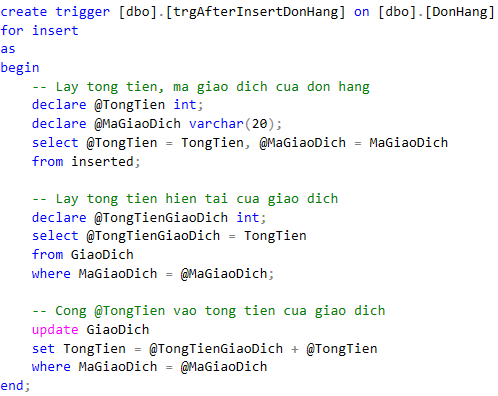 create trigger [dbo].[trgAfterInsertDonHang] on [dbo].[DonHang]
for insert
as
begin
    -- Lay tong tien, ma giao dich cua don hang
    declare @TongTien int;
    declare @MaGiaoDich varchar(20);
    select @TongTien = TongTien, @MaGiaoDich = MaGiaoDich
    from inserted;

    -- Lay tong tien hien tai cua giao dich
    declare @TongTienGiaoDich int;
    select @TongTienGiaoDich = TongTien
    from GiaoDich
    where MaGiaoDich = @MaGiaoDich;

    -- Cong @TongTien vao tong tien cua giao dich
    update GiaoDich
    set TongTien = @TongTienGiaoDich + @TongTien
    where MaGiaoDich = @MaGiaoDich
end;